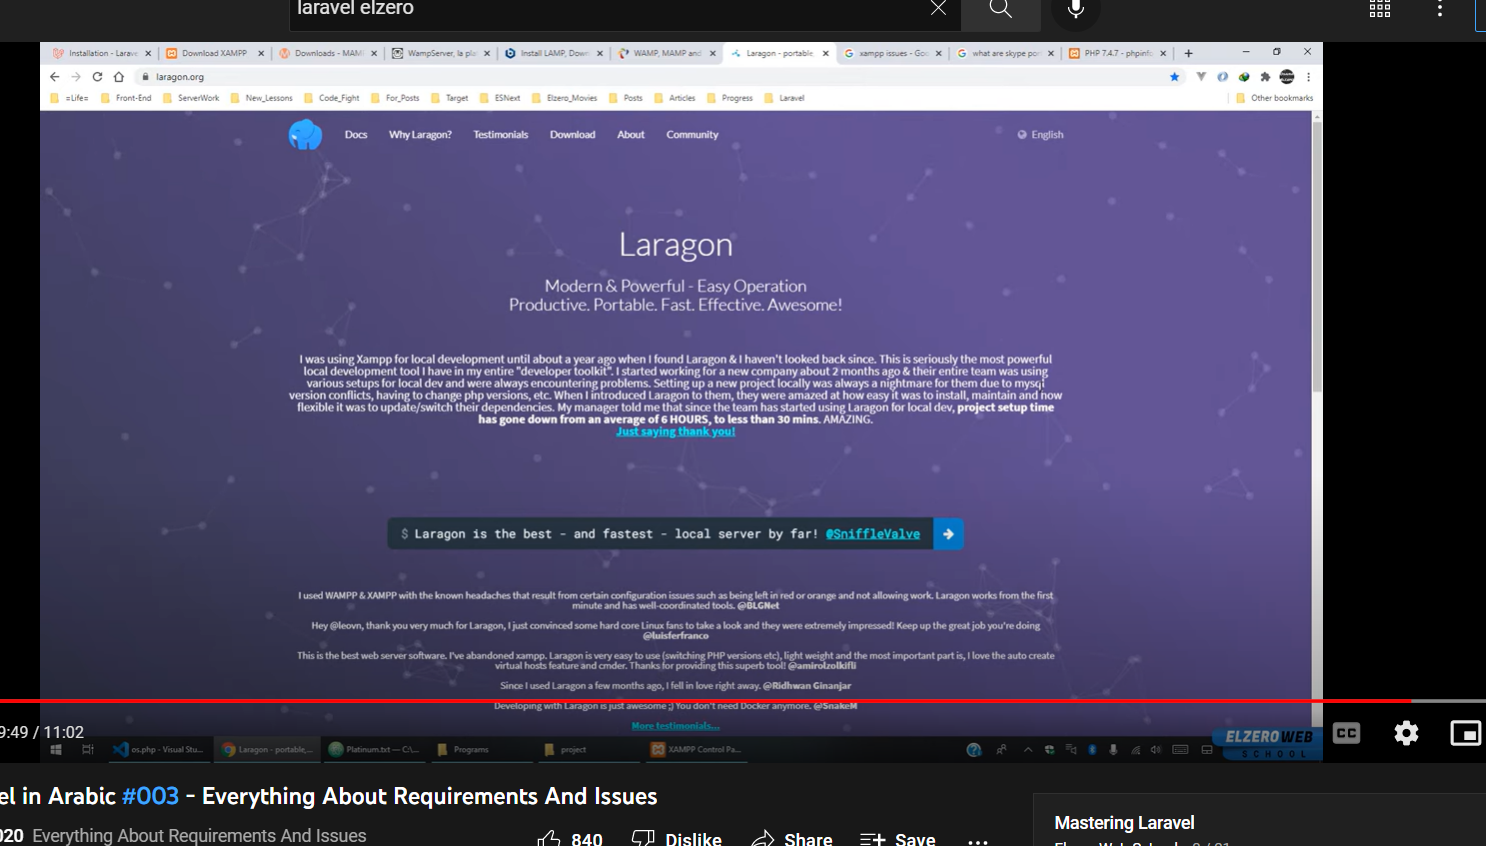 laravel elzero
Installation - Larave
Download XAMPP
Downloads - MAM
WampServer, la pla
Install LAMP, Down
WAMP, MAMP and
Laragon - portable
xampp issues - Goo
what are skype por
PHP 7.4.7 - phpinfo
laragon.org
=Life=
Front-End
ServerWork
New_Lessons
Code_Fight
For_Posts
Target
ESNext
Elzero_Movies
Posts
Articles
Progress
Laravel
Other bookmarks
Docs
Why Laragon?
Testimonials
Download
About
Community
English
Laragon
Modern & Powerful - Easy Operation
Productive. Portable. Fast. Effective. Awesome!
I was using Xampp for local development until about a year ago when I found Laragon & I haven't looked back since. This is seriously the most powerful
local development tool I have in my entire "developer toolkit". I started working for a new company about 2 months ago & their entire team was using
various setups for local dev and were always encountering problems. Setting up a new project locally was always a nightmare for them due to mysql
version conflicts, having to change php versions, etc. When I introduced Laragon to them, they were amazed at how easy it was to install, maintain and how
flexible it was to update/switch their dependencies. My manager told me that since the team has started using Laragon for local dev, project setup time
has gone down from an average of 6 HOURS, to less than 30 mins. AMAZING.
Just saying thank you!
$ Laragon is the best - and fastest - local server by far! @SniffleValve
I used WAMPP & XAMPP with the known headaches that result from certain configuration issues such as being left in red or orange and not allowing work. Laragon works from the first
minute and has well-coordinated tools. @BLGNet
Hey @leovn, thank you very much for Laragon, I just convinced some hard core Linux fans to take a look and they were extremely impressed! Keep up the great job you're doing
@luisferfranco
This is the best web server software. I've abandoned xampp. Laragon is very easy to use (switching PHP versions etc), light weight and the most important part is, I love the auto create
virtual hosts feature and cmder. Thanks for providing this superb tool! @amirolzolkifli
Since I used Laragon a few months ago, I fell in love right away. @Ridhwan Ginanjar
Developing with Laragon is just awesome ;) You don't need Docker anymore. @SnakeM
More testimonials...
9:49 / 11:02
os.php - Visual Stu...
Laragon - portable,...
Platinum.txt — C:\...
Programs
project
XAMPP Control Pa...
ELZERO WEB
SCHOOL
CC
el in Arabic #003 - Everything About Requirements And Issues
020 Everything About Requirements And Issues
840
Dislike
Share
Save
Mastering Laravel